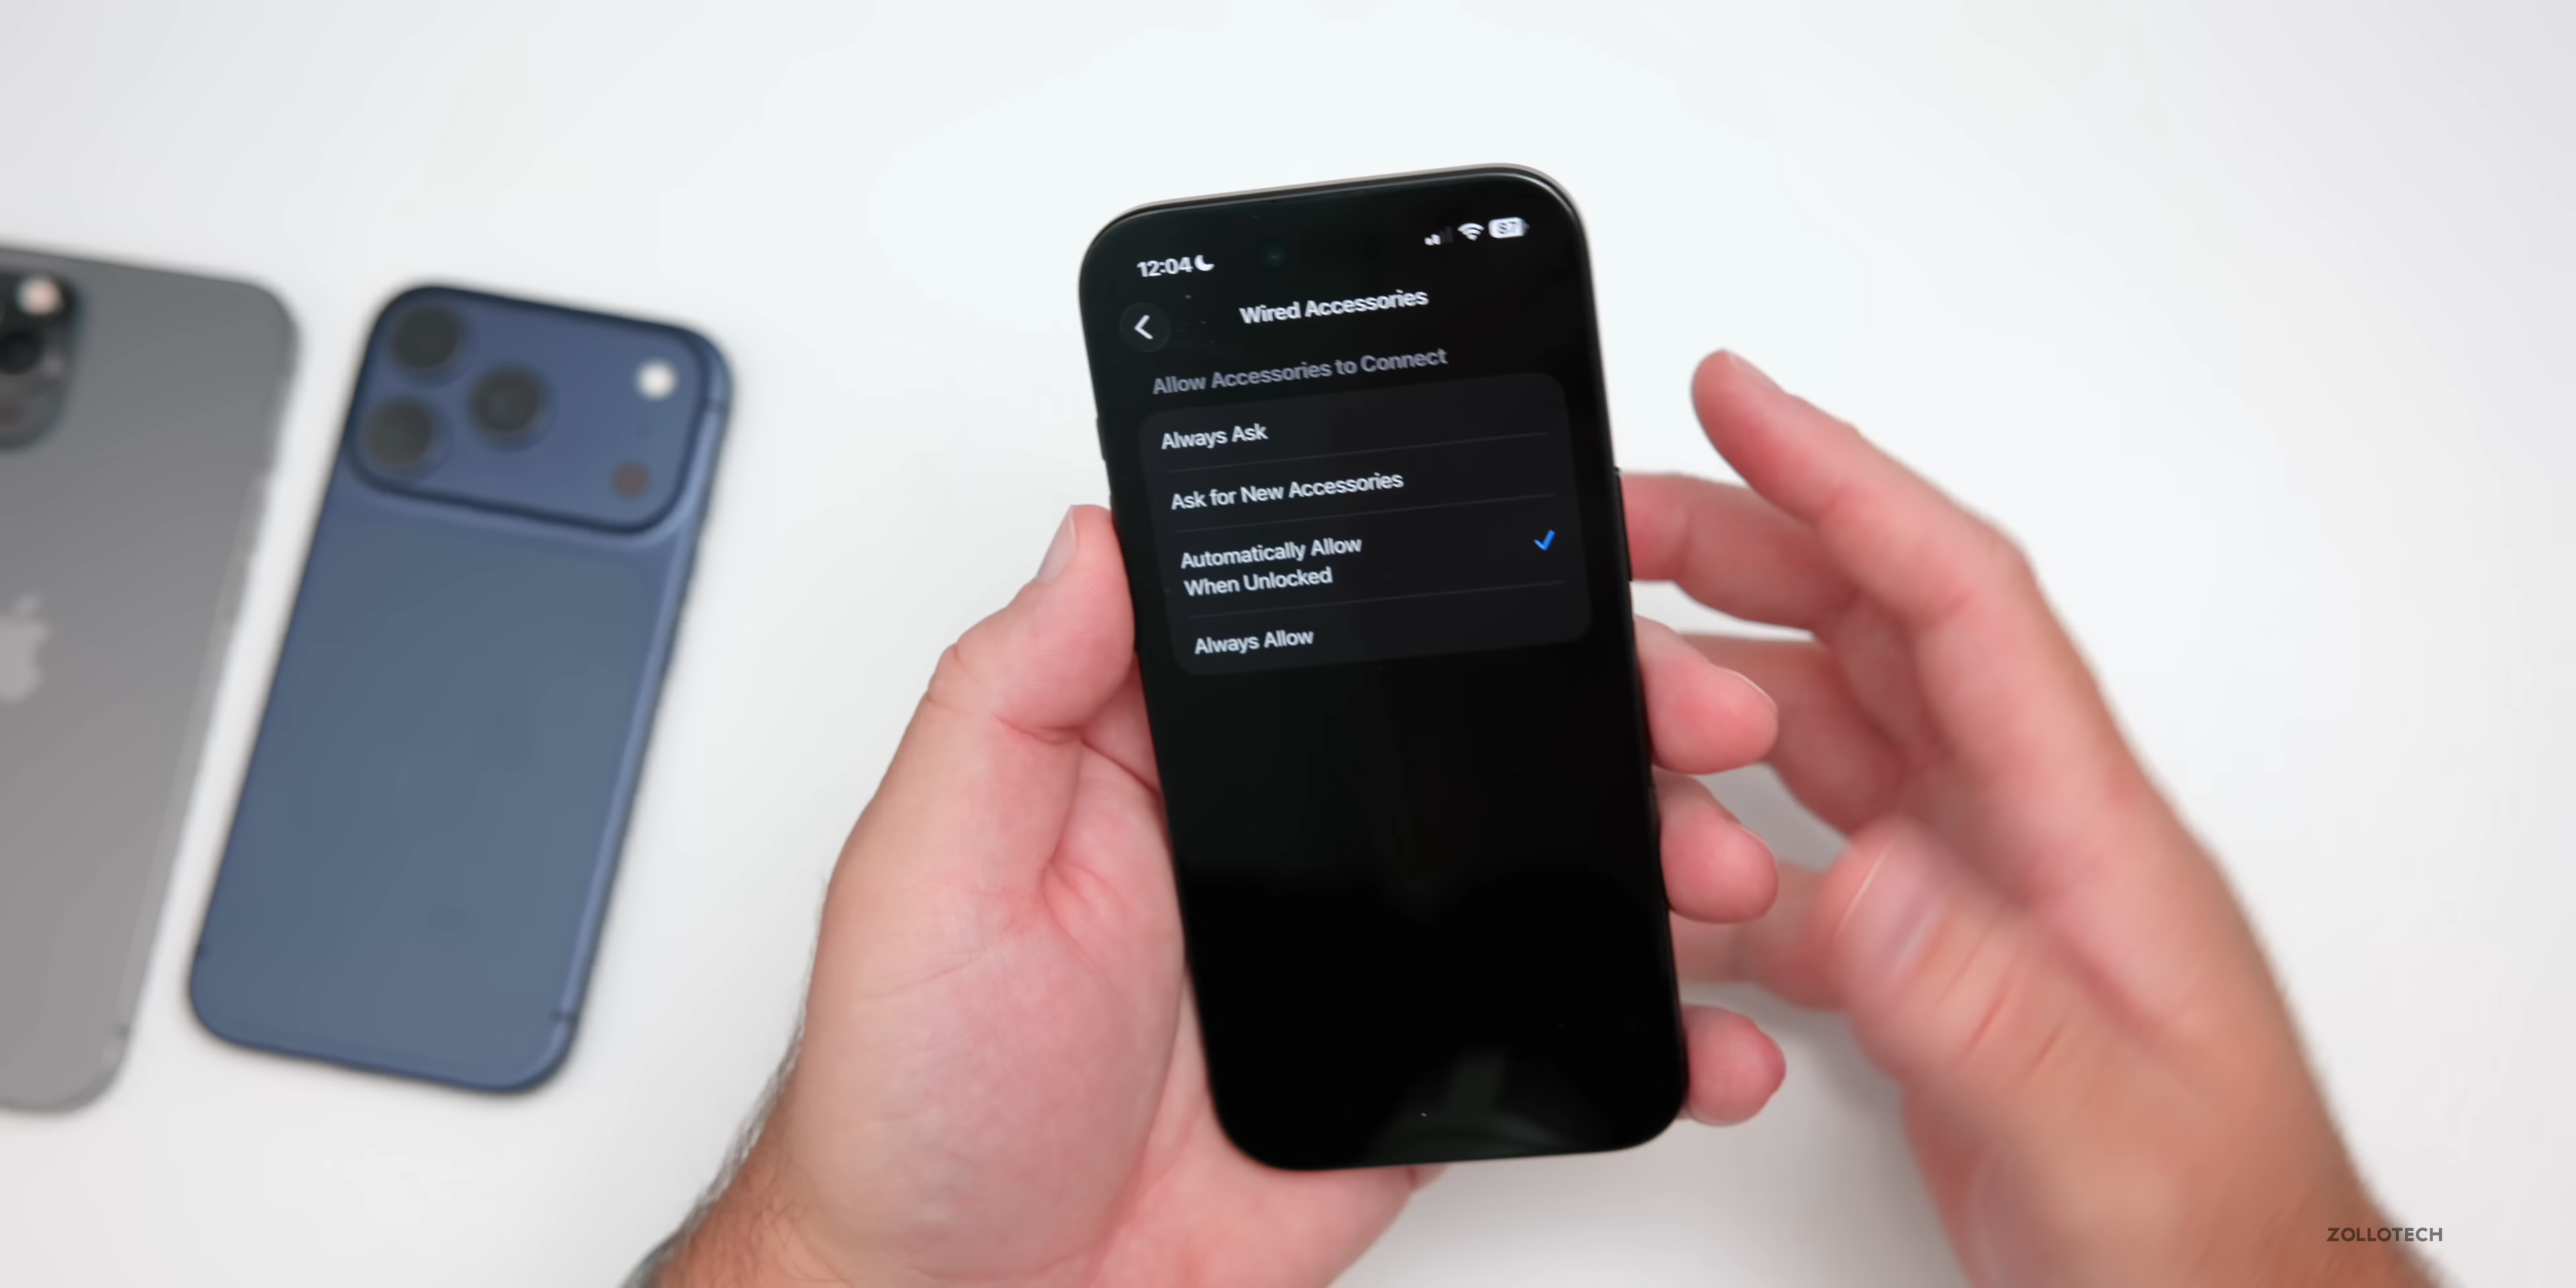 12:04
87
Wired Accessories
Allow Accessories to Connect
Always Ask
Ask for New Accessories
Automatically Allow
When Unlocked
Always Allow
ZOLLOTECH